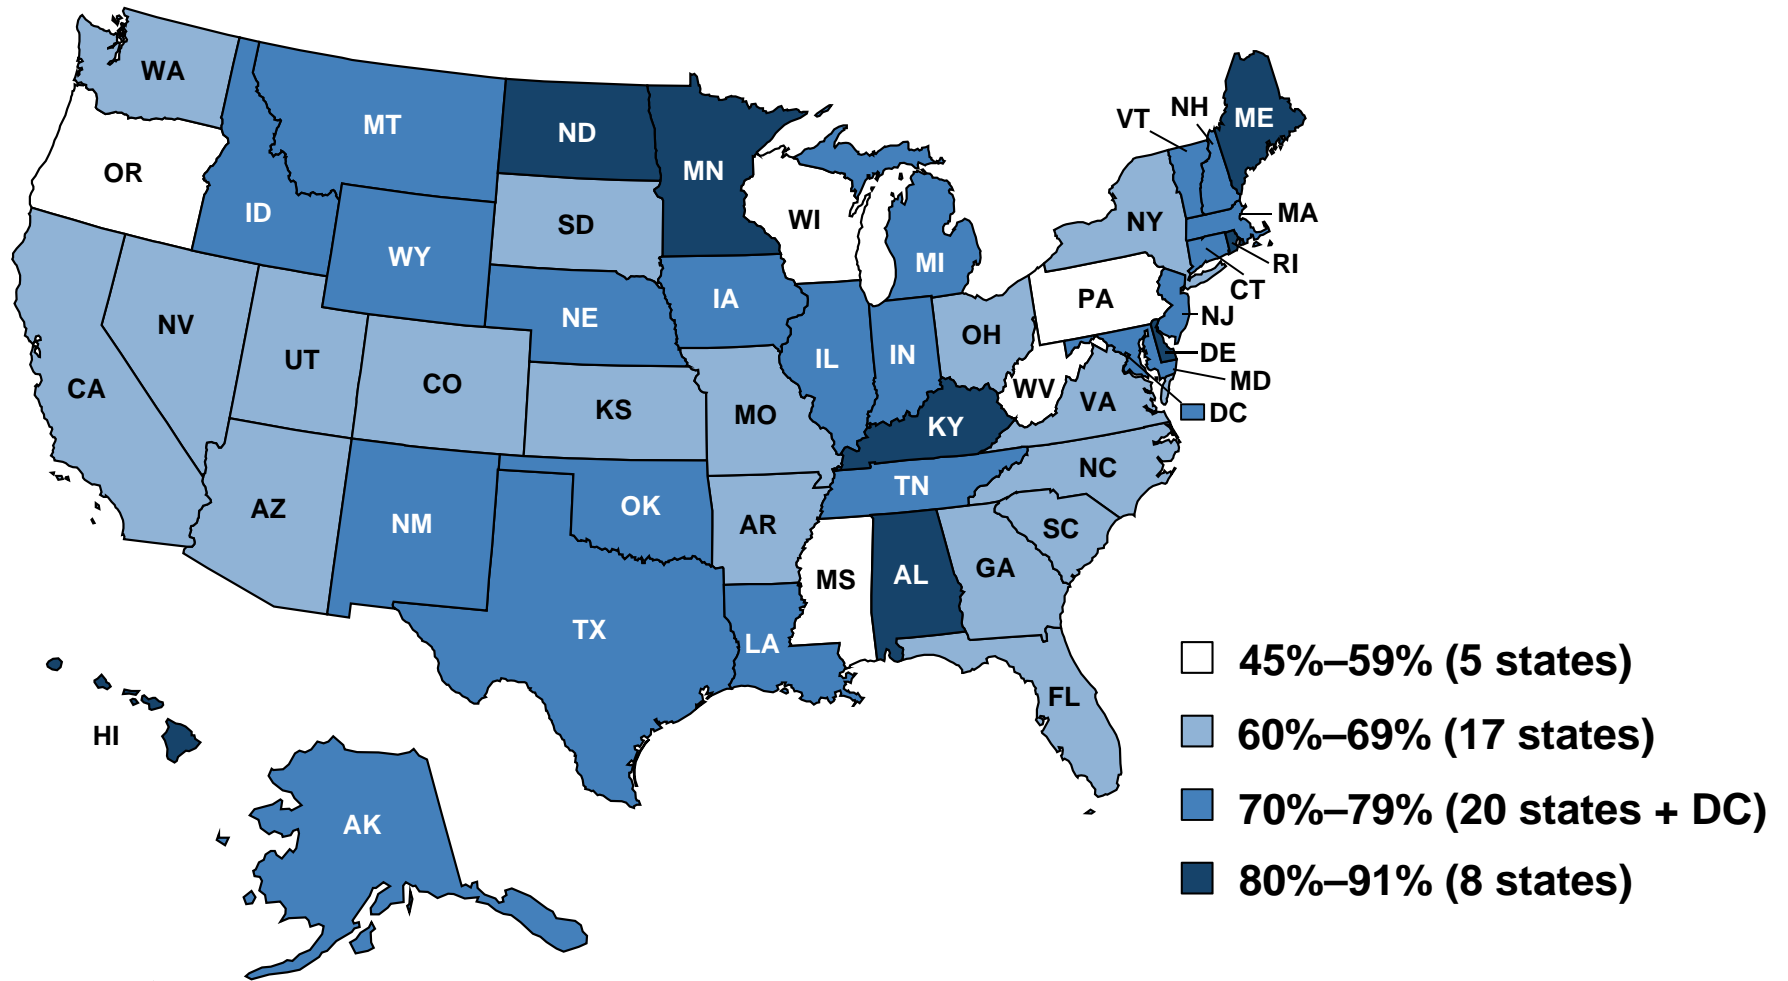 WA
MT
ND
MN
OR
ID
WY
SD
WI
MI
VT
NH
ME
NY
MA
RI
CT
NJ
PA
DE
MD
DC
NV
UT
CO
NE
IA
IL
IN
OH
WV
VA
CA
KS
MO
KY
AZ
NM
OK
AR
TN
NC
SC
TX
LA
MS
AL
GA
FL
HI
AK
45%–59% (5 states)
60%–69% (17 states)
70%–79% (20 states + DC)
80%–91% (8 states)